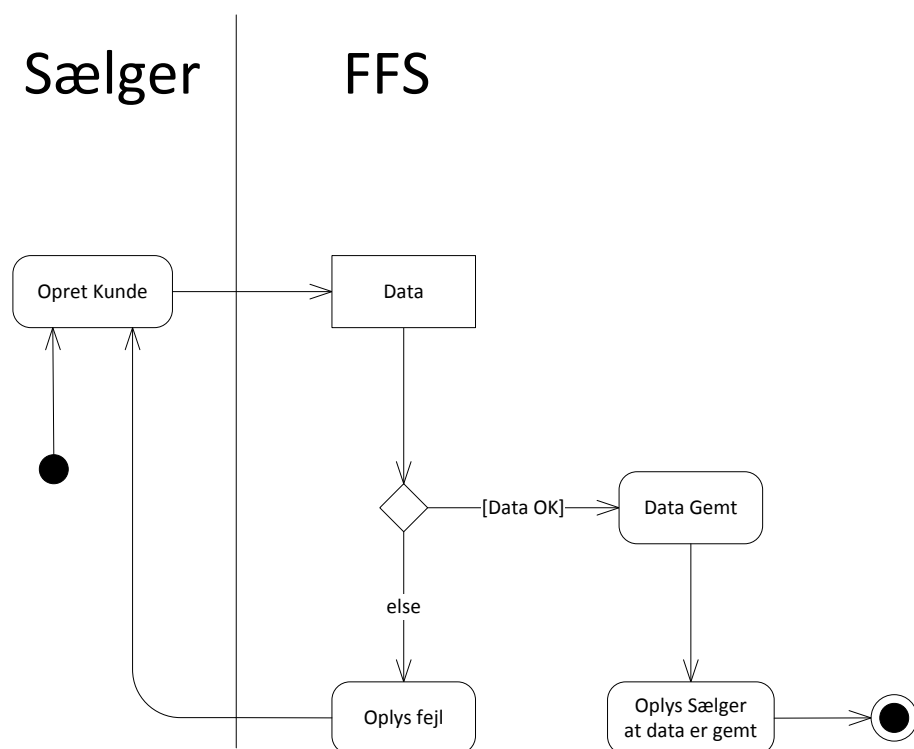 Sælger
FFS
Opret Kunde
Data
[Data OK]
Data Gemt
else
Oplys fejl
Oplys Sælger
at data er gemt